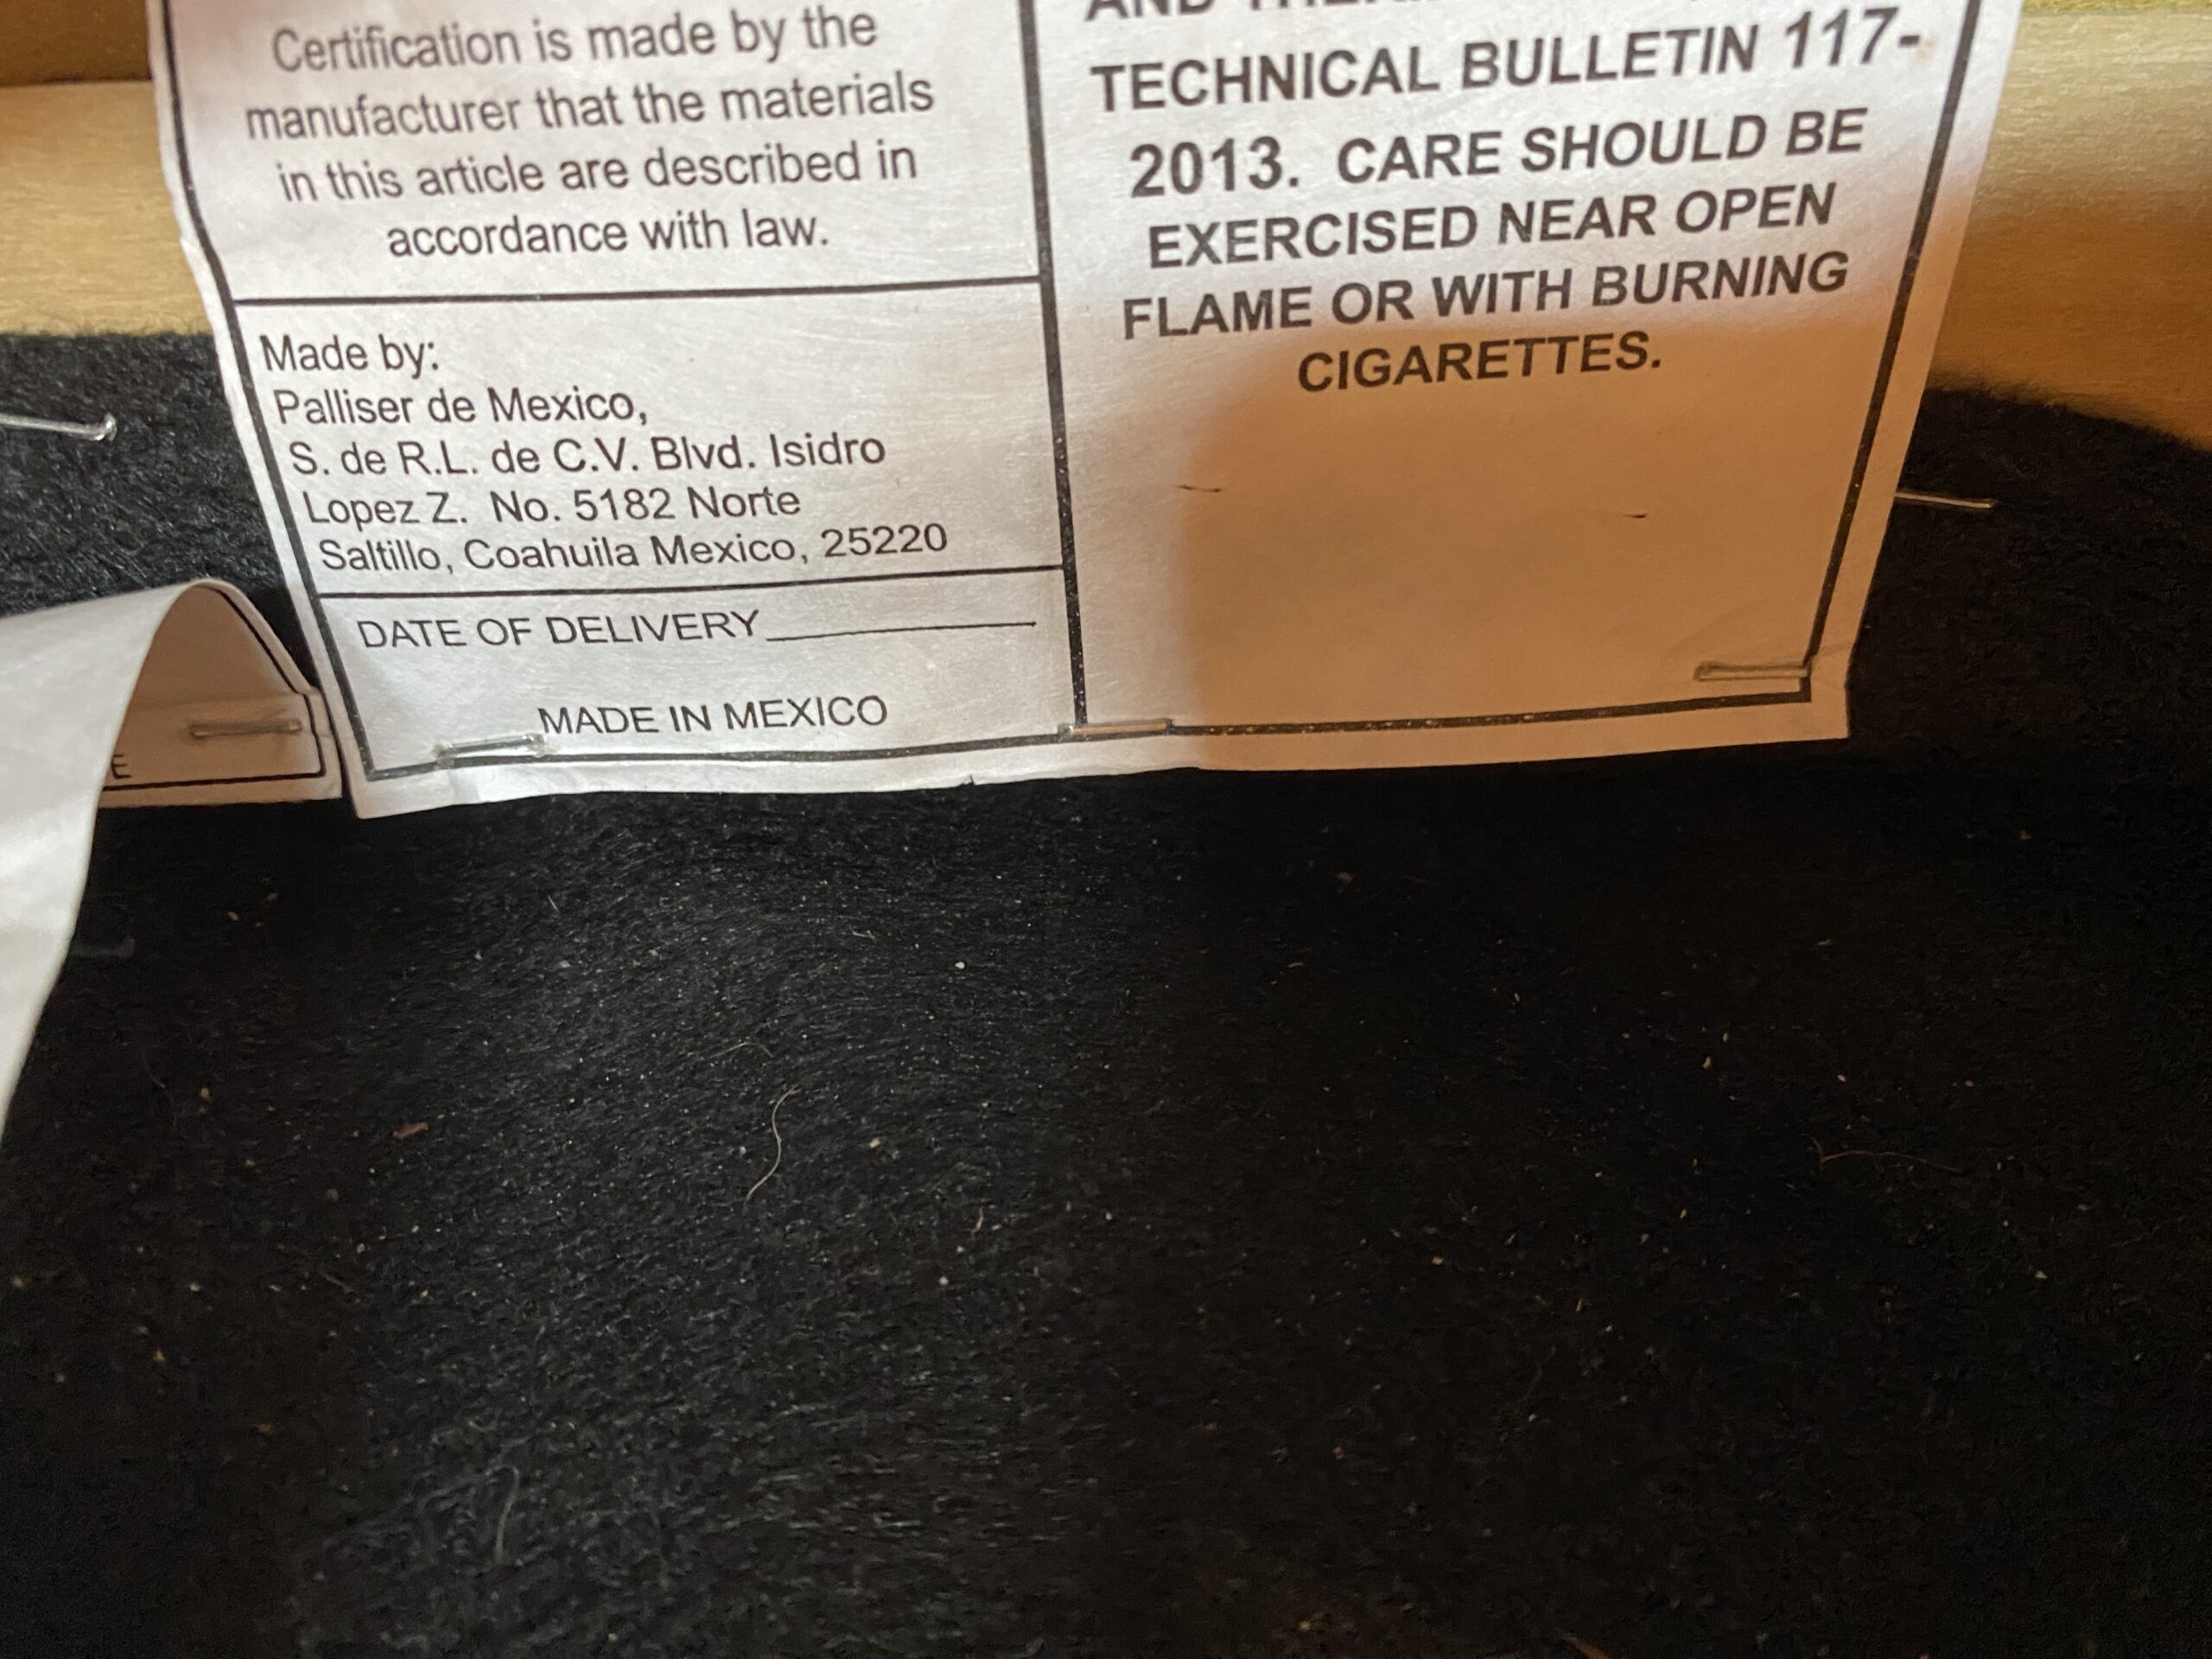 Certification is made by the
manufacturer that the materials
in this article are described in
accordance with law.
Made by:
Palliser de Mexico,
S. de R.L. de C.V. Blvd. Isidro
Lopez Z. No. 5182 Norte
Saltillo, Coahuila Mexico, 25220
DATE OF DELIVERY
MADE IN MEXICO
AND
TECHNICAL BULLETIN 117-
2013. CARE SHOULD BE
EXERCISED NEAR OPEN
FLAME OR WITH BURNING
CIGARETTES.
E